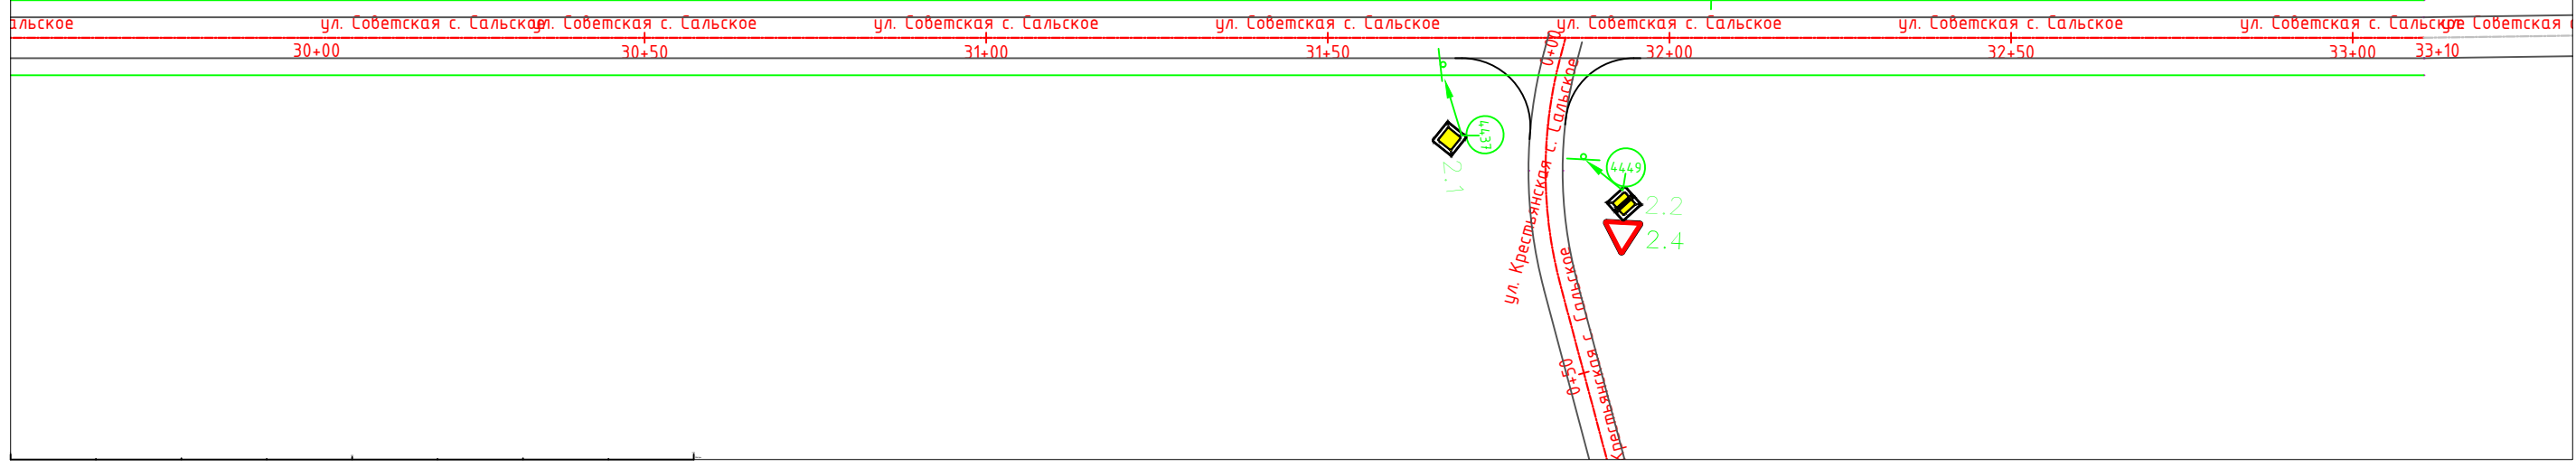 альское
ул. Советская с. Сальское
ул. Советская с. Сальское
ул. Советская с. Сальское
ул. Советская с. Сальское
ул. Советская с. Сальское
ул. Советская с. Сальское
ул. Советская с. Сальское
ул. Советская с
30+00
30+50
31+00
31+50
0+00
32+00
32+50
33+00
33+10
ул. Крестьянская с. Сальское
4437
2.1
4449
2.2
2.4
Крестьянская с. Сальское
0+50